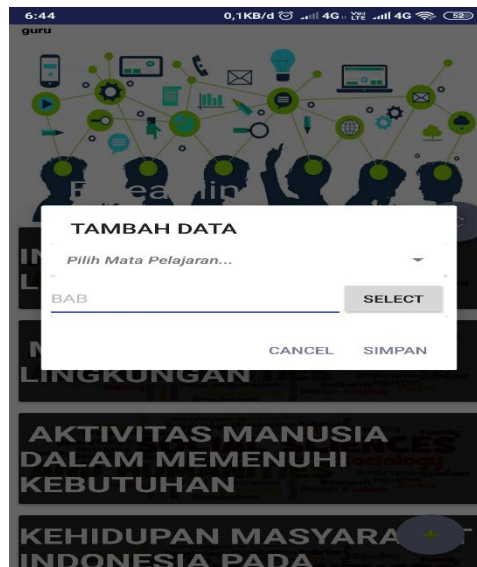 6:44 0,1KB/d 4G VoLTE 4G 52
guru
TAMBAH DATA
Pilih Mata Pelajaran...
BAB SELECT
CANCEL SIMPAN
LINGKUNGAN
AKTIVITAS MANUSIA
DALAM MEMENUHI
KEBUTUHAN
KEHIDUPAN MASYARA
INDONESIA PADA